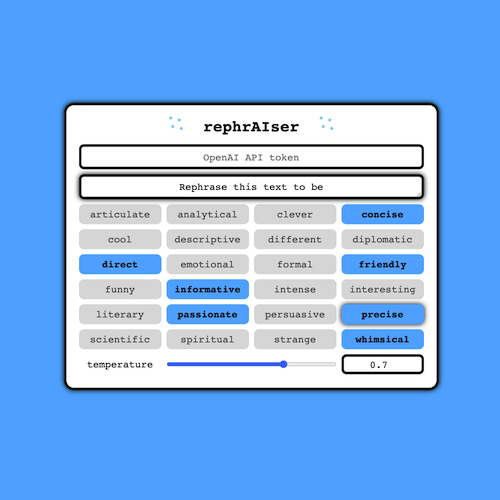 rephrAIser
OpenAI API token
Rephrase this text to be
articulate analytical clever concise
cool descriptive different diplomatic
direct emotional formal friendly
funny informative intense interesting
literary passionate persuasive precise
scientific spiritual strange whimsical
temperature 0.7